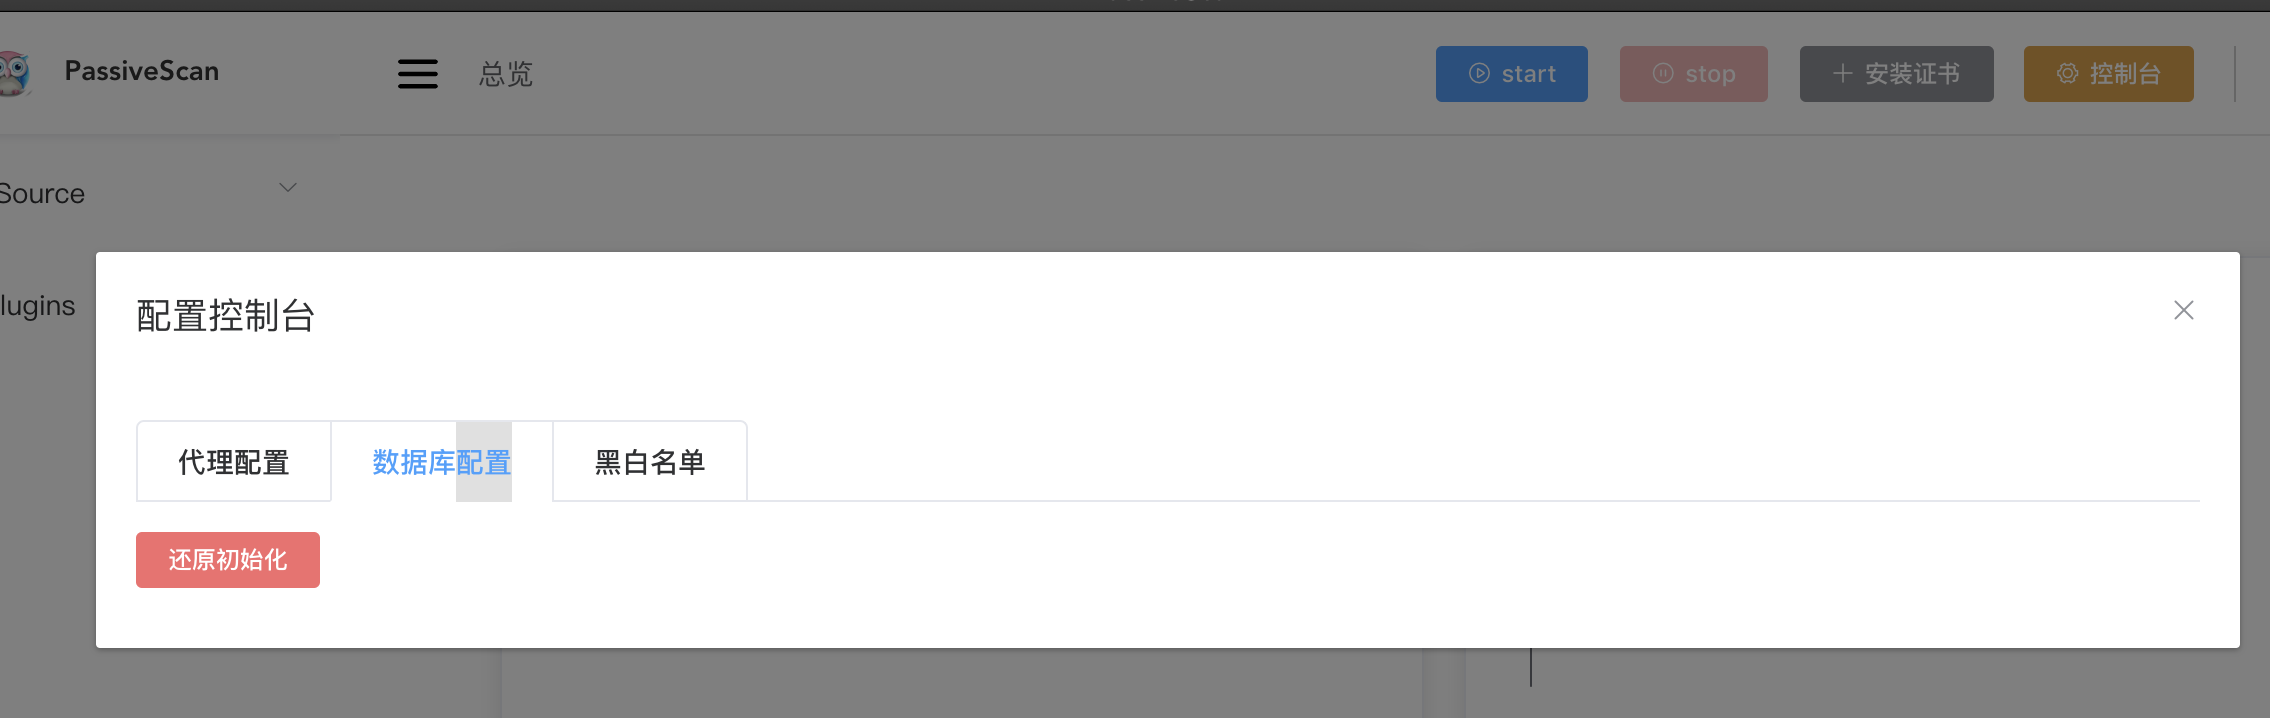 PassiveScan
总览
start
stop
安装证书
控制台
Source
lugins
配置控制台
代理配置
数据库配置
黑白名单
还原初始化